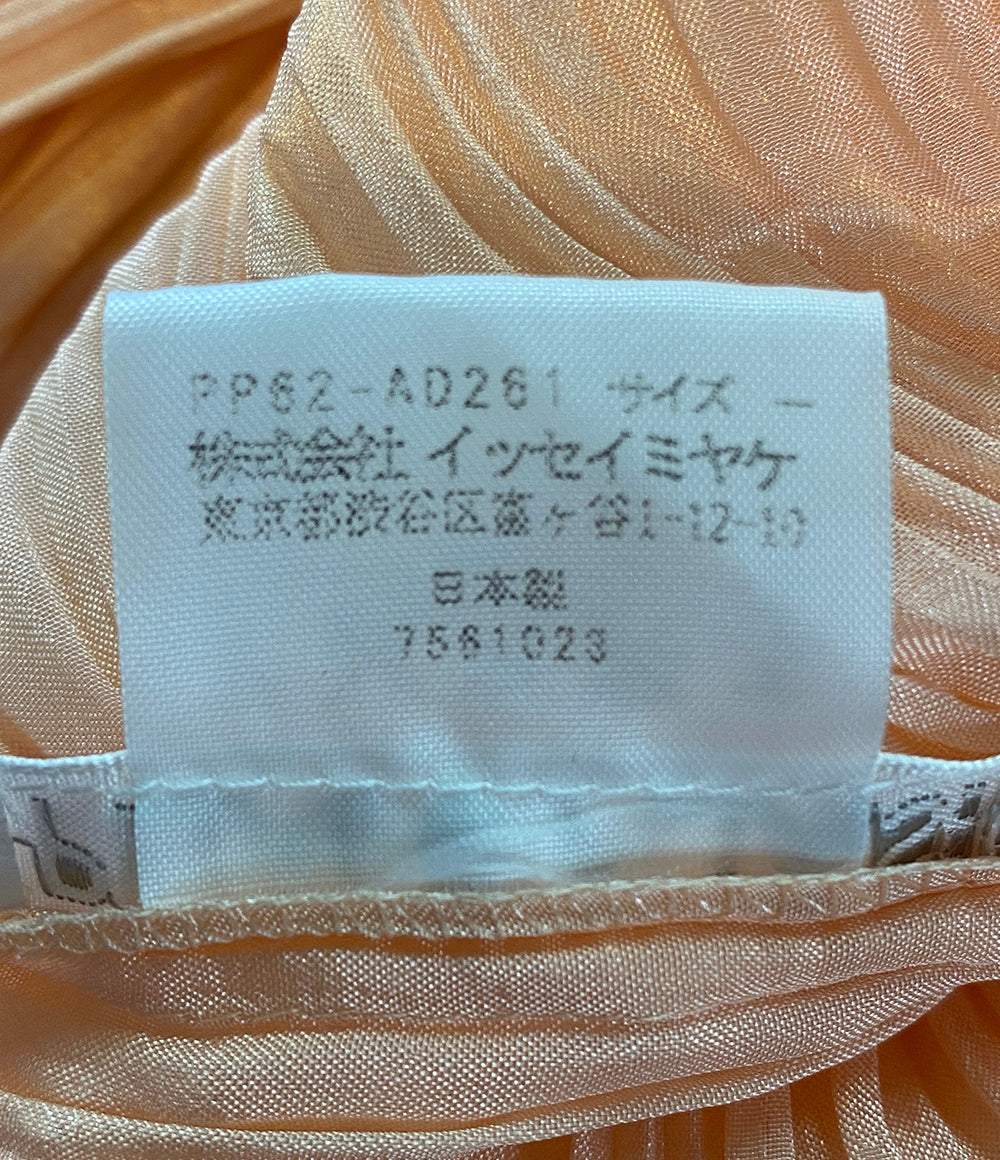 PP62-AD261 サイズ －
株式会社 イッセイミヤケ
東京都渋谷区富ヶ谷1-12-10
日本製
7561023